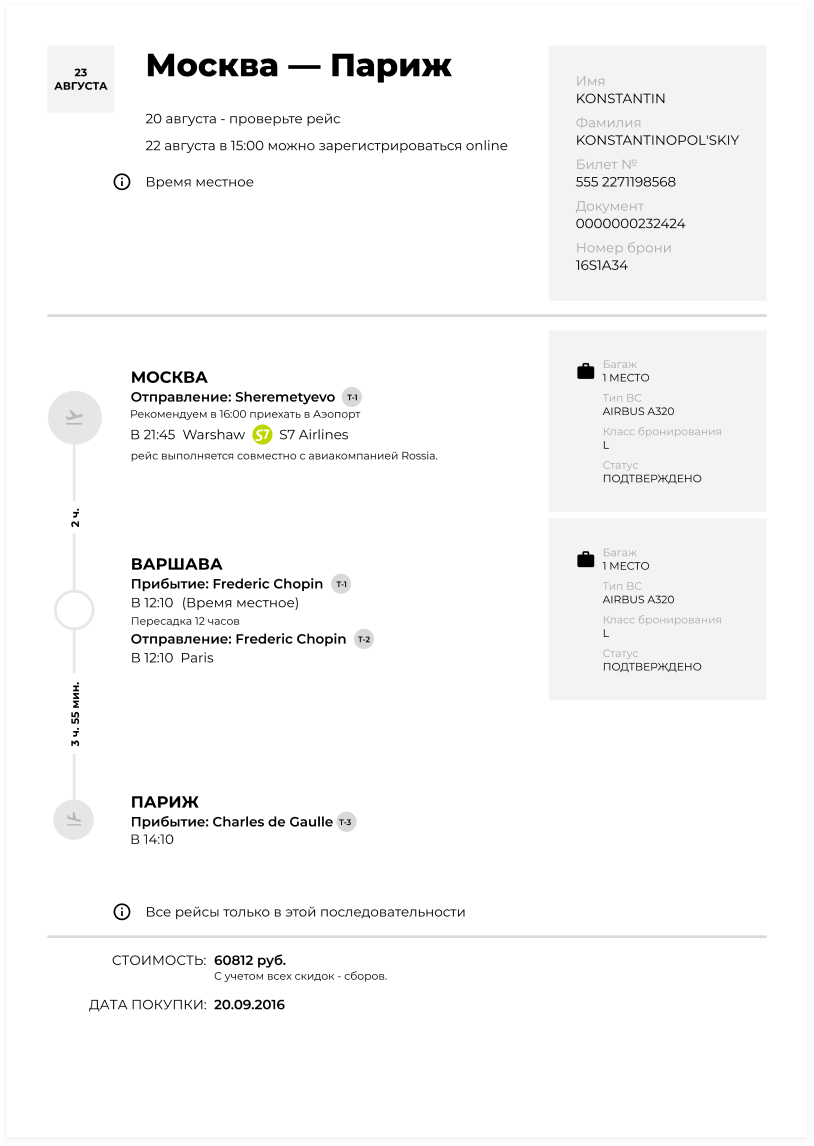 23
АВГУСТА
Москва — Париж
20 августа - проверьте рейс
22 августа в 15:00 можно зарегистрироваться online
Время местное
Имя
KONSTANTIN
Фамилия
KONSTANTINOPOL'SKIY
Билет №
555 2271198568
Документ
0000000232424
Номер брони
16S1A34
МОСКВА
Отправление: Sheremetyevo T-1
Рекомендуем в 16:00 приехать в Аэопорт
В 21:45 Warshaw S7 S7 Airlines
рейс выполняется совместно с авиакомпанией Rossia.
Багаж
1 МЕСТО
Тип ВС
AIRBUS A320
Класс бронирования
L
Статус
ПОДТВЕРЖДЕНО
2 ч.
ВАРШАВА
Прибытие: Frederic Chopin T-1
В 12:10 (Время местное)
Пересадка 12 часов
Отправление: Frederic Chopin T-2
В 12:10 Paris
Багаж
1 МЕСТО
Тип ВС
AIRBUS A320
Класс бронирования
L
Статус
ПОДТВЕРЖДЕНО
3 ч. 55 мин.
ПАРИЖ
Прибытие: Charles de Gaulle T-3
В 14:10
Все рейсы только в этой последовательности
СТОИМОСТЬ: 60812 руб.
С учетом всех скидок - сборов.
ДАТА ПОКУПКИ: 20.09.2016